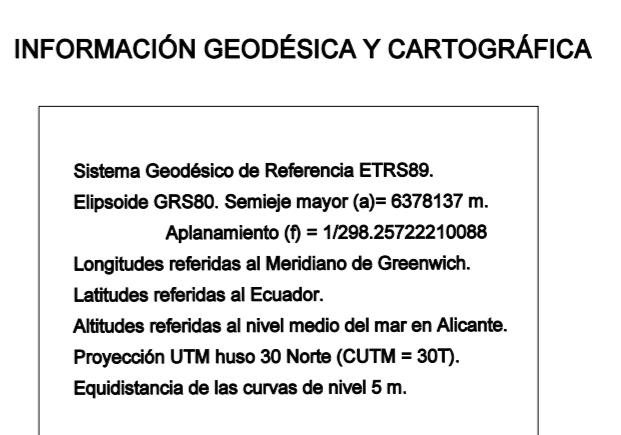 INFORMACIÓN GEODÉSICA Y CARTOGRÁFICA
Sistema Geodésico de Referencia ETRS89.
Elipsoide GRS80. Semieje mayor (a)= 6378137 m.
Aplanamiento (f) = 1/298.25722210088
Longitudes referidas al Meridiano de Greenwich.
Latitudes referidas al Ecuador.
Altitudes referidas al nivel medio del mar en Alicante.
Proyección UTM huso 30 Norte (CUTM = 30T).
Equidistancia de las curvas de nivel 5 m.